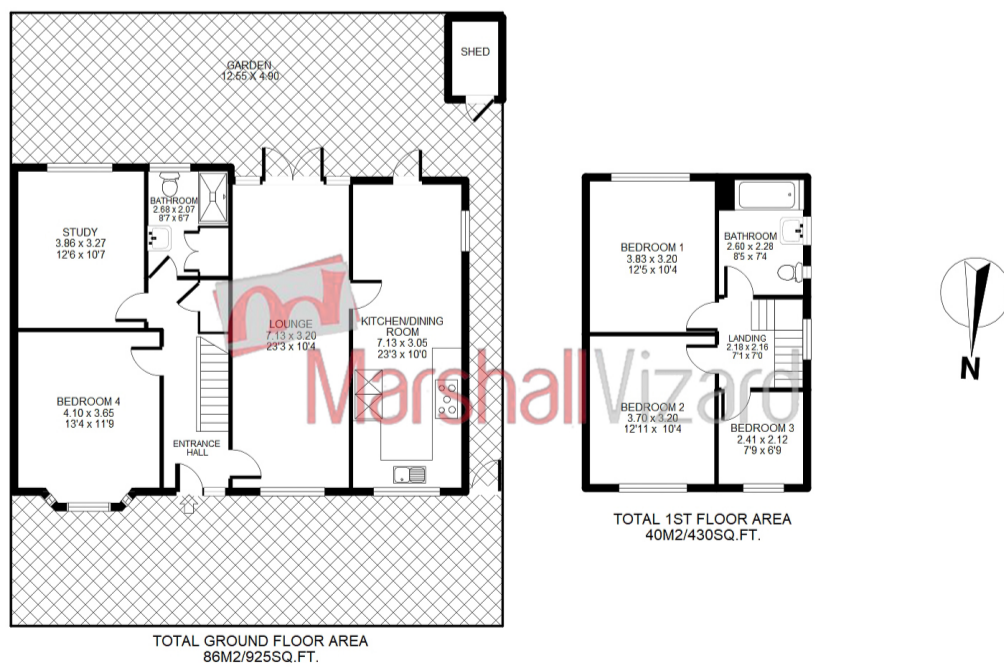 SHED
GARDEN
12.55 X 4.90
BATHROOM
2.68 x 2.07
8'7 x 6'7
STUDY
3.86 x 3.27
12'6 x 10'7
LOUNGE
7.13 x 3.20
23'3 x 10'4
KITCHEN/DINING
ROOM
7.13 x 3.05
23'3 x 10'0
BEDROOM 4
4.10 x 3.65
13'4 x 11'9
ENTRANCE
HALL
TOTAL GROUND FLOOR AREA
86M2/925SQ.FT.
BEDROOM 1
3.83 x 3.20
12'5 x 10'4
BATHROOM
2.60 x 2.28
8'5 x 7'4
LANDING
2.18 x 2.16
7'1 x 7'0
BEDROOM 2
3.70 x 3.20
12'11 x 10'4
BEDROOM 3
2.41 x 2.12
7'9 x 6'9
TOTAL 1ST FLOOR AREA
40M2/430SQ.FT.
N
MarshallVizard